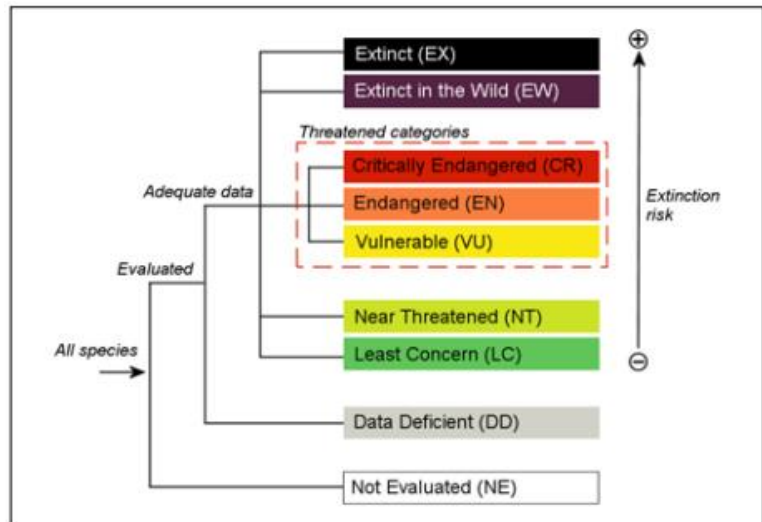 Extinct (EX)
Extinct in the Wild (EW)
Threatened categories
Critically Endangered (CR)
Adequate data
Endangered (EN)
Extinction
risk
Vulnerable (VU)
Evaluated
Near Threatened (NT)
All species
Least Concern (LC)
Data Deficient (DD)
Not Evaluated (NE)